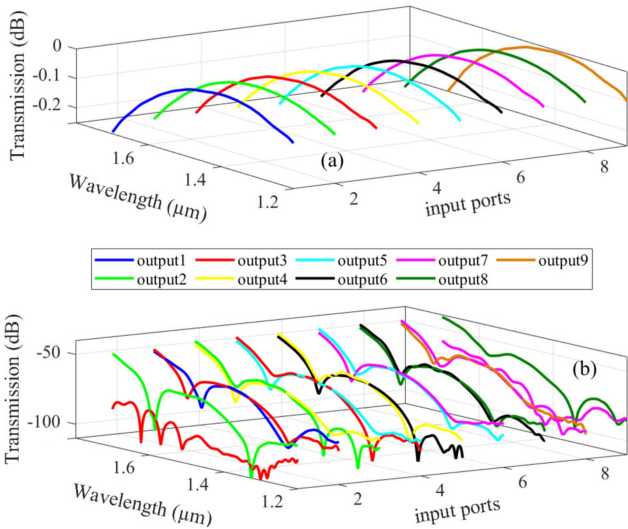 Transmission (dB)
0
-0.1
-0.2
1.6
1.4
1.2
Wavelength (µm)
2
4
6
8
input ports
(a)
output1 output3 output5 output7 output9
output2 output4 output6 output8
Transmission (dB)
-50
-100
1.6
1.4
1.2
Wavelength (µm)
2
4
6
8
input ports
(b)